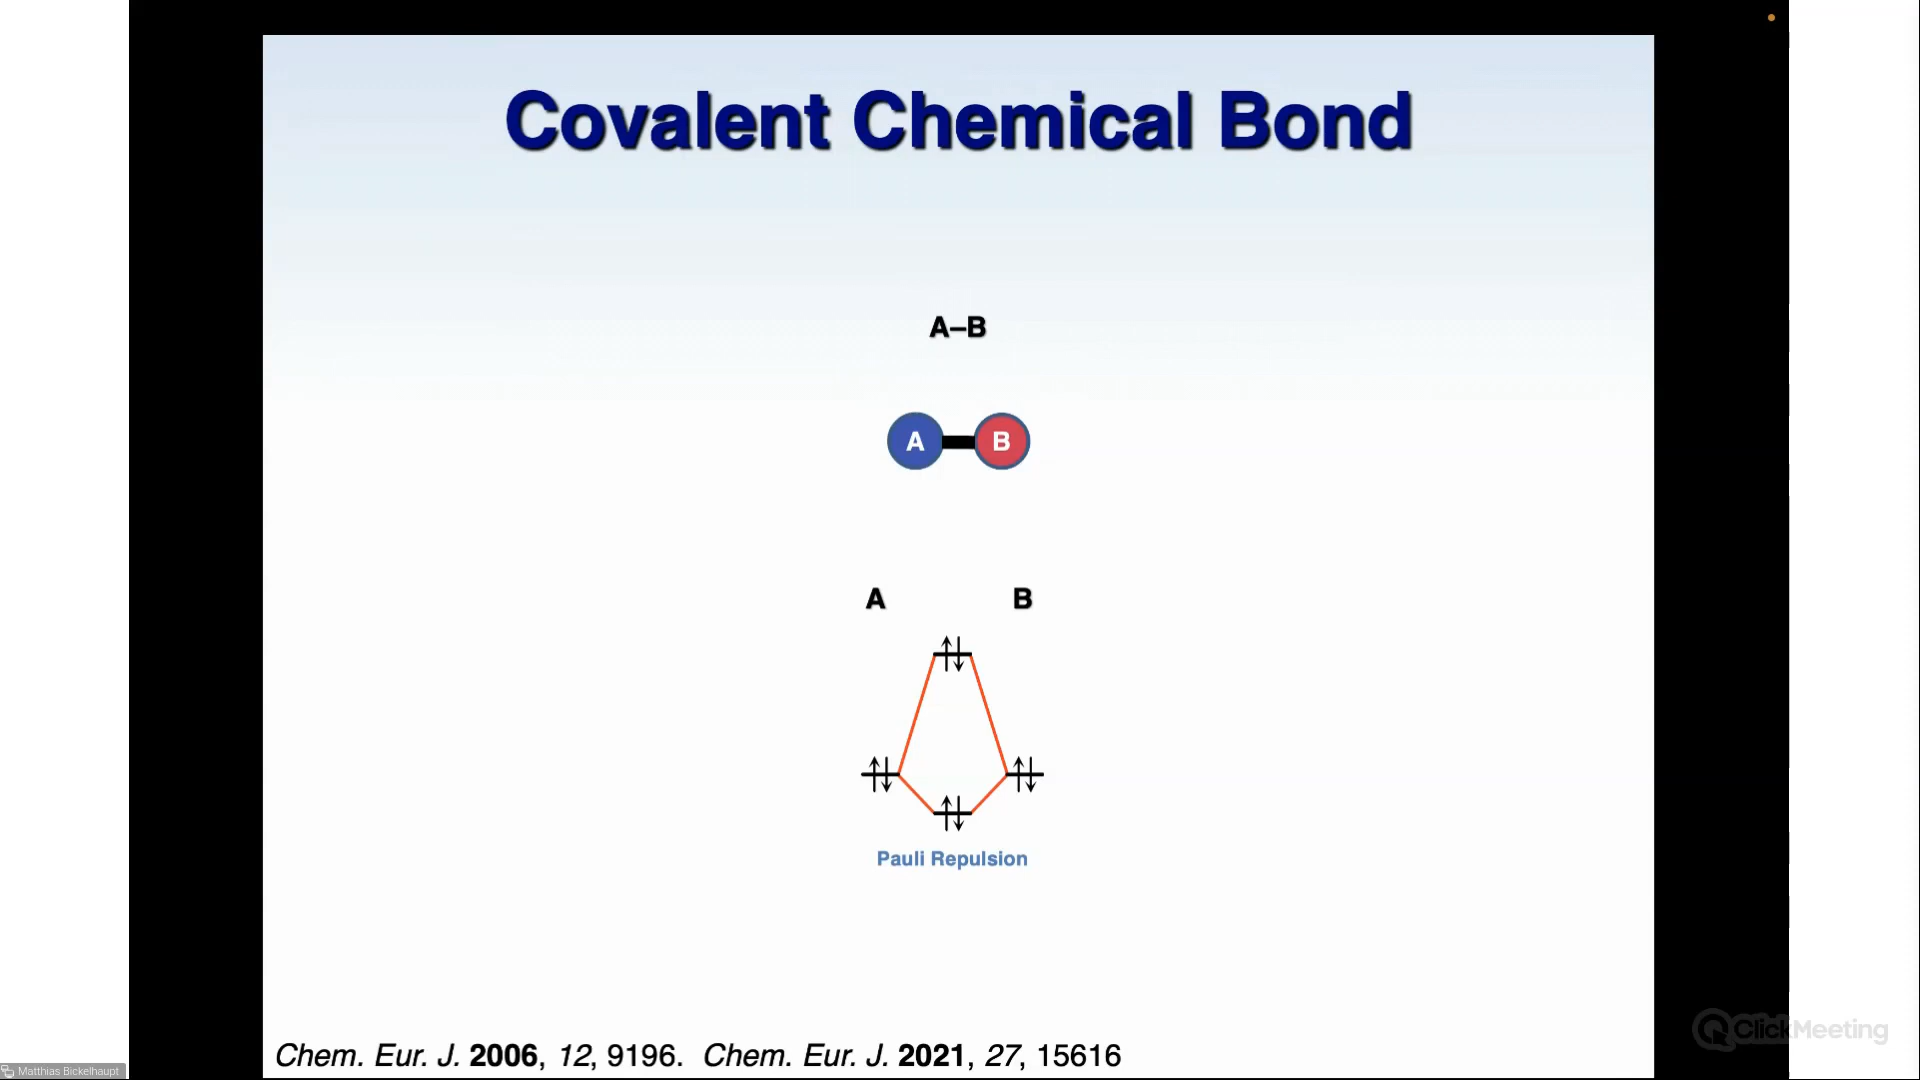 Covalent Chemical Bond
A–B
A B
A B
Pauli Repulsion
Chem. Eur. J. 2006, 12, 9196. Chem. Eur. J. 2021, 27, 15616
ClickMeeting
Matthias Bickelhaupt